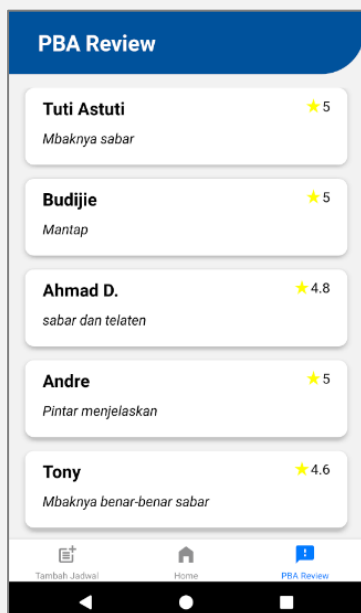 PBA Review
Tuti Astuti
5
Mbaknya sabar
Budijie
5
Mantap
Ahmad D.
4.8
sabar dan telaten
Andre
5
Pintar menjelaskan
Tony
4.6
Mbaknya benar-benar sabar
Tambah Jadwal
Home
PBA Review